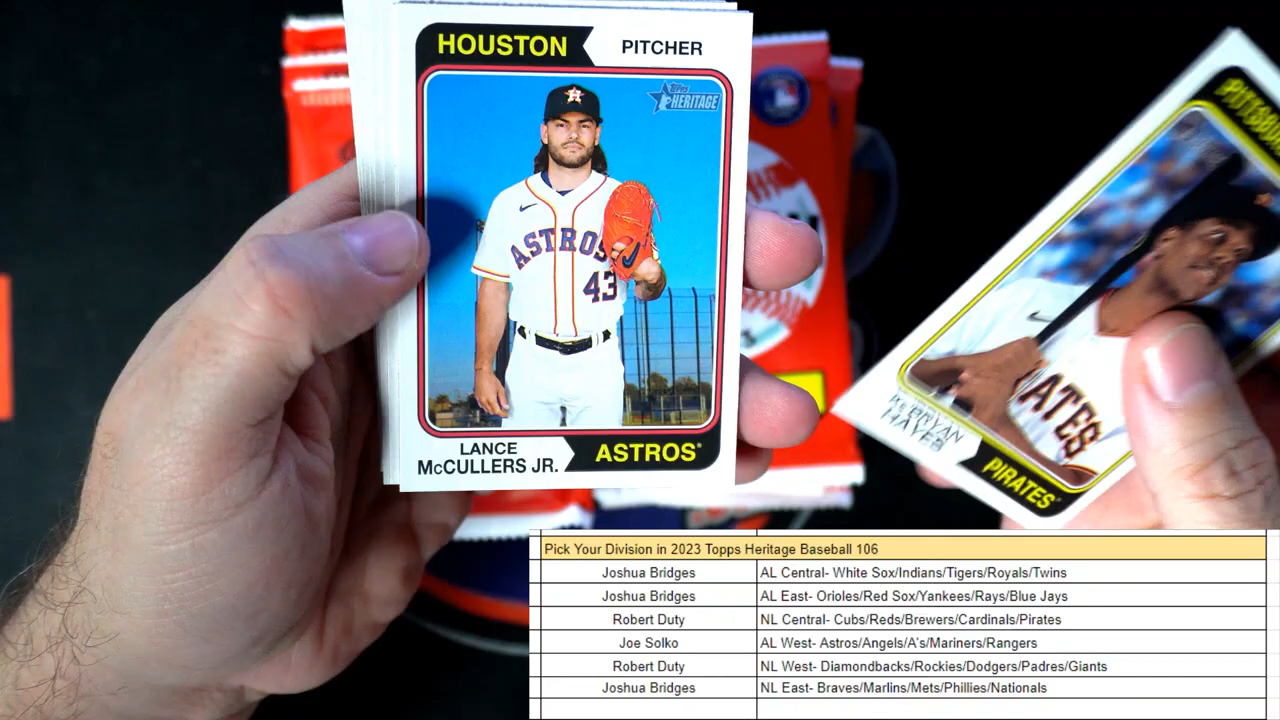 HOUSTON
PITCHER
Topps
HERITAGE
ASTROS
43
LANCE
McCULLERS JR.
ASTROS
KE'BRYAN
HAYES
PIRATES
Pick Your Division in 2023 Topps Heritage Baseball 106
Joshua Bridges AL Central- White Sox/Indians/Tigers/Royals/Twins
Joshua Bridges AL East- Orioles/Red Sox/Yankees/Rays/Blue Jays
Robert Duty NL Central- Cubs/Reds/Brewers/Cardinals/Pirates
Joe Solko AL West- Astros/Angels/A's/Mariners/Rangers
Robert Duty NL West- Diamondbacks/Rockies/Dodgers/Padres/Giants
Joshua Bridges NL East- Braves/Marlins/Mets/Phillies/Nationals